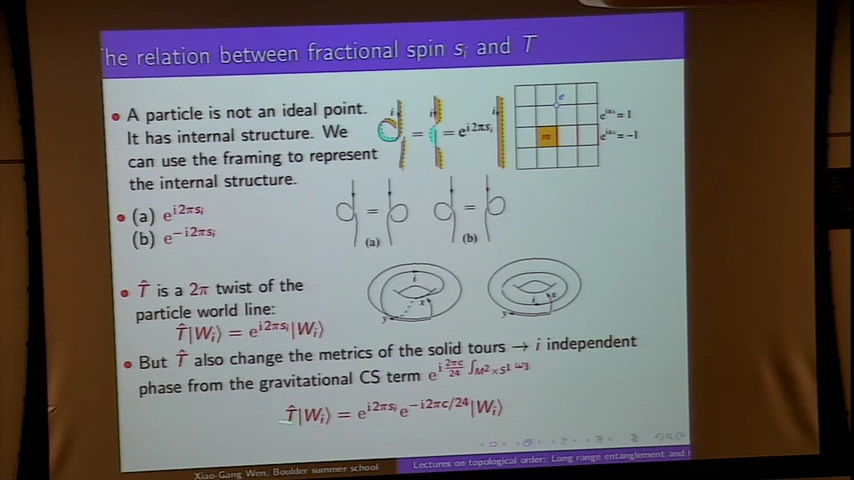 The relation between fractional spin sᵢ and T
A particle is not an ideal point.
It has internal structure. We
can use the framing to represent
the internal structure.
i = i = e^{i2πsᵢ} i
e
m
e^{iaₓ}=1
=-1
(a) e^{i2πsᵢ}
(b) e^{-i2πsᵢ}
= =
(a) (b)
T̂ is a 2π twist of the
particle world line:
T̂|Wᵢ⟩ = e^{i2πsᵢ}|Wᵢ⟩
i x y
i x y
But T̂ also change the metrics of the solid tours → i independent
phase from the gravitational CS term e^{i 2πc/24 ∫_{M²×S¹} ω₃}
T̂|Wᵢ⟩ = e^{i2πsᵢ}e^{-i2πc/24}|Wᵢ⟩
Xiao-Gang Wen, Boulder summer school
Lectures on topological order: Long range entanglement and t